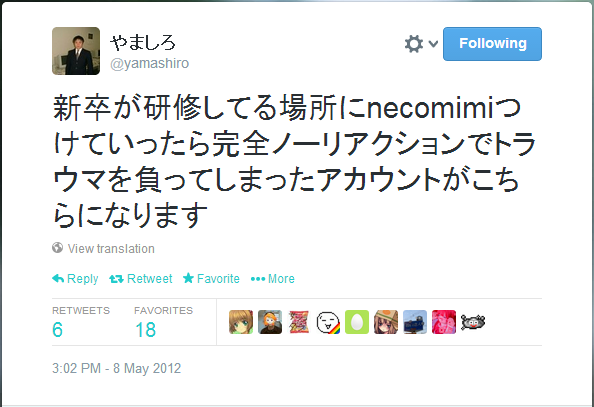 やましろ
@yamashiro
Following
新卒が研修してる場所にnecomimiつ
けていったら完全ノーリアクションでトラ
ウマを負ってしまったアカウントがこち
らになります
View translation
Reply Retweet Favorite More
RETWEETS FAVORITES
6 18
3:02 PM - 8 May 2012